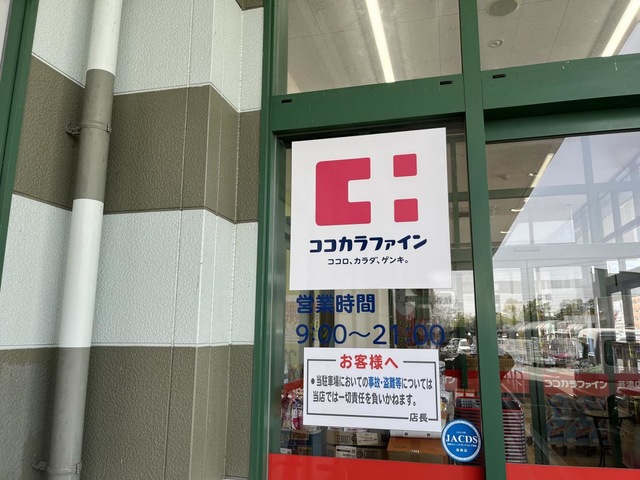 ココカラファイン
ココロ、カラダ、ゲンキ。
営業時間
9:00〜21:00
お客様へ
●当駐車場においての事故・盗難等については
当店では一切責任を負いかねます。
店長
JACDS
ココカラファイン